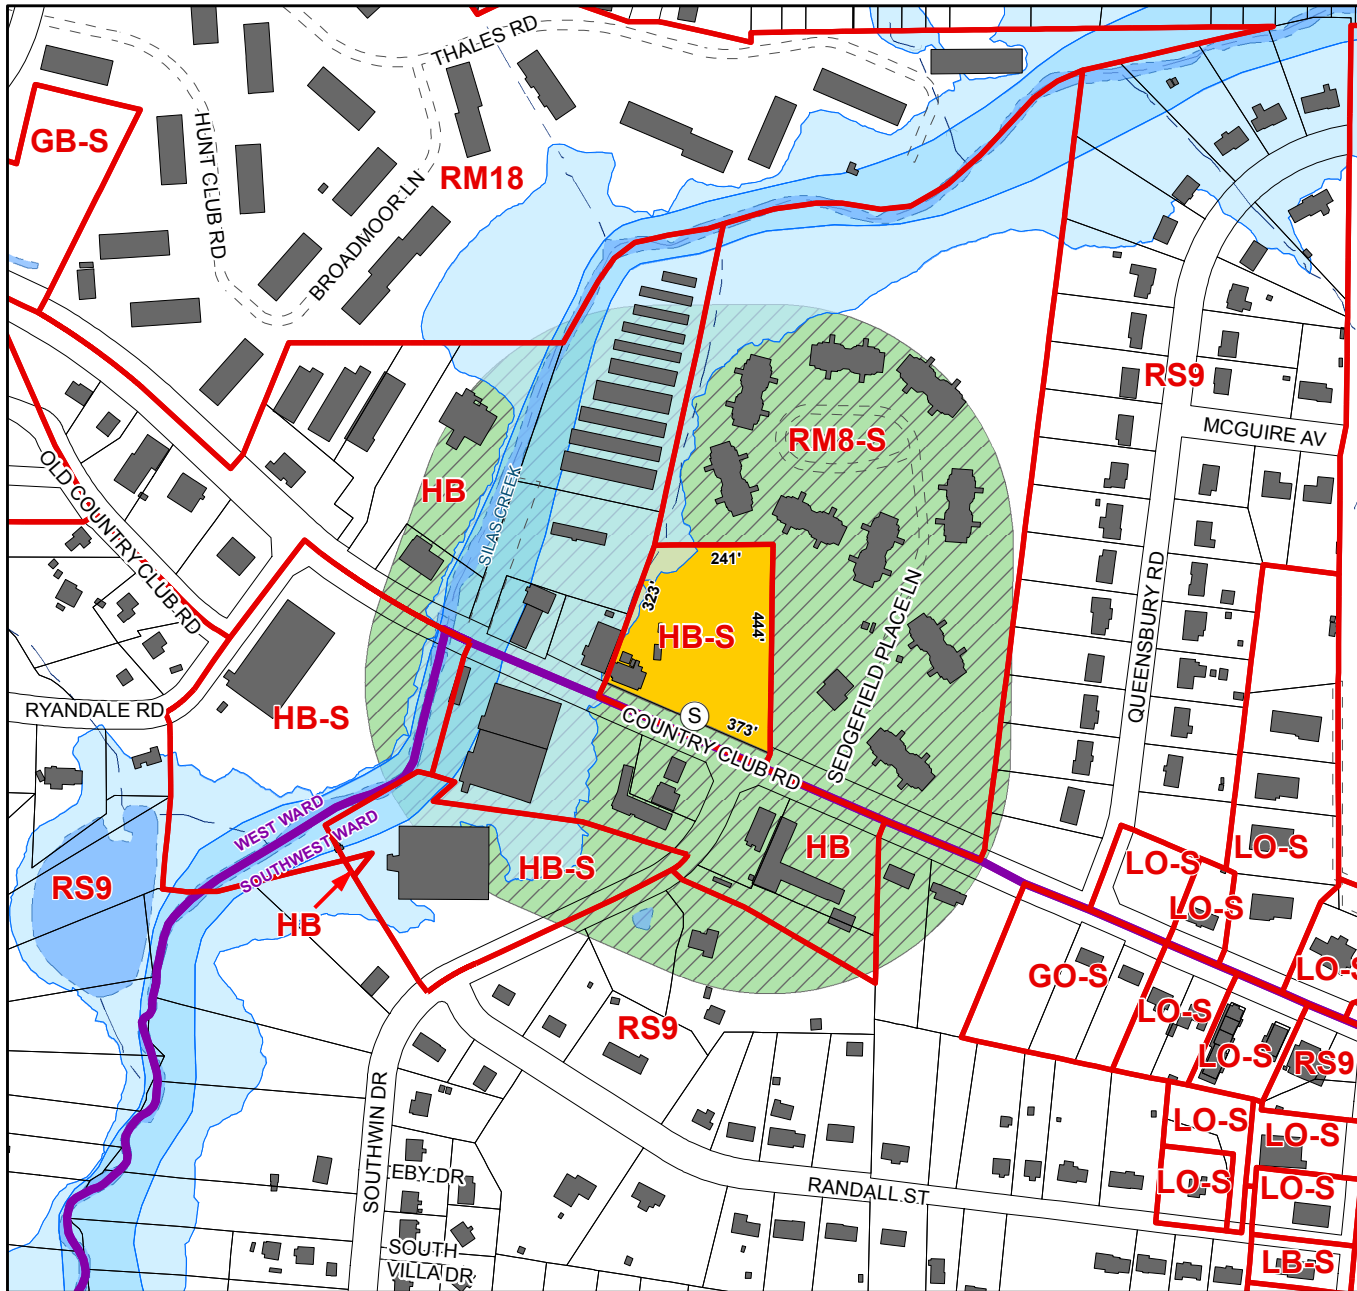 THALES RD
GB-S
HUNT CLUB RD
RM18
BROADMOOR LN
RS9
MCGUIRE AV
RM8-S
OLD COUNTRY CLUB RD
HB
SILAS CREEK
241'
323'
444'
HB-S
QUEENSBURY RD
SEDGEFIELD PLACE LN
RYANDALE RD
HB-S
S
373'
COUNTRY CLUB RD
WEST WARD
SOUTHWEST WARD
HB
LO-S
LO-S
HB-S
RS9
LO-S
HB
GO-S
LO-S
LO-S
RS9
LO-S
RS9
SOUTHWIN DR
LO-S
LO-S
EBY DR
LO-S
LO-S
RANDALL ST
SOUTH
VILLA DR
LB-S